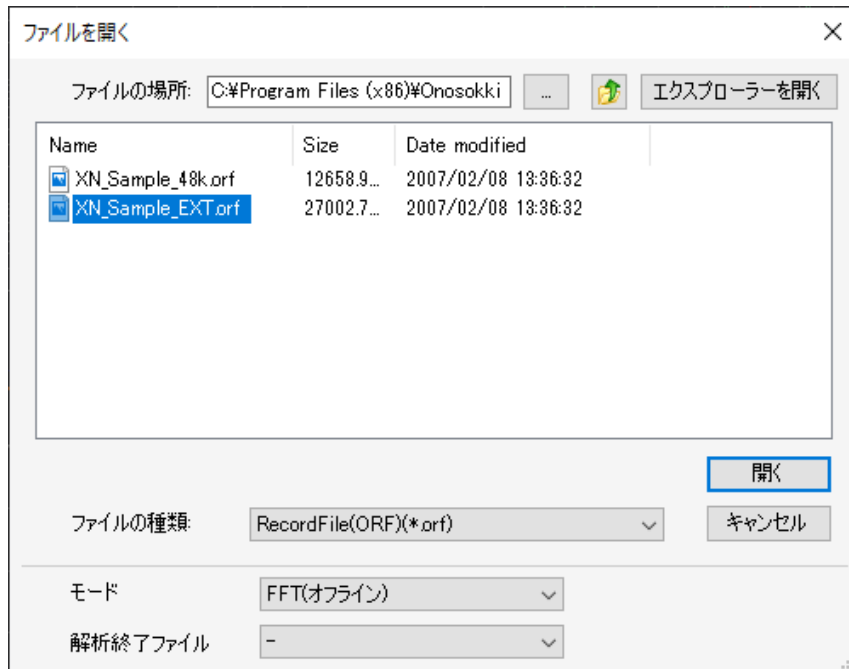 ファイルを開く
ファイルの場所: C:¥Program Files (x86)¥Onosokki ... エクスプローラーを開く
Name Size Date modified
XN_Sample_48k.orf 12658.9... 2007/02/08 13:36:32
XN_Sample_EXT.orf 27002.7... 2007/02/08 13:36:32
開く
ファイルの種類: RecordFile(ORF)(*.orf) キャンセル
モード FFT(オフライン)
解析終了ファイル -